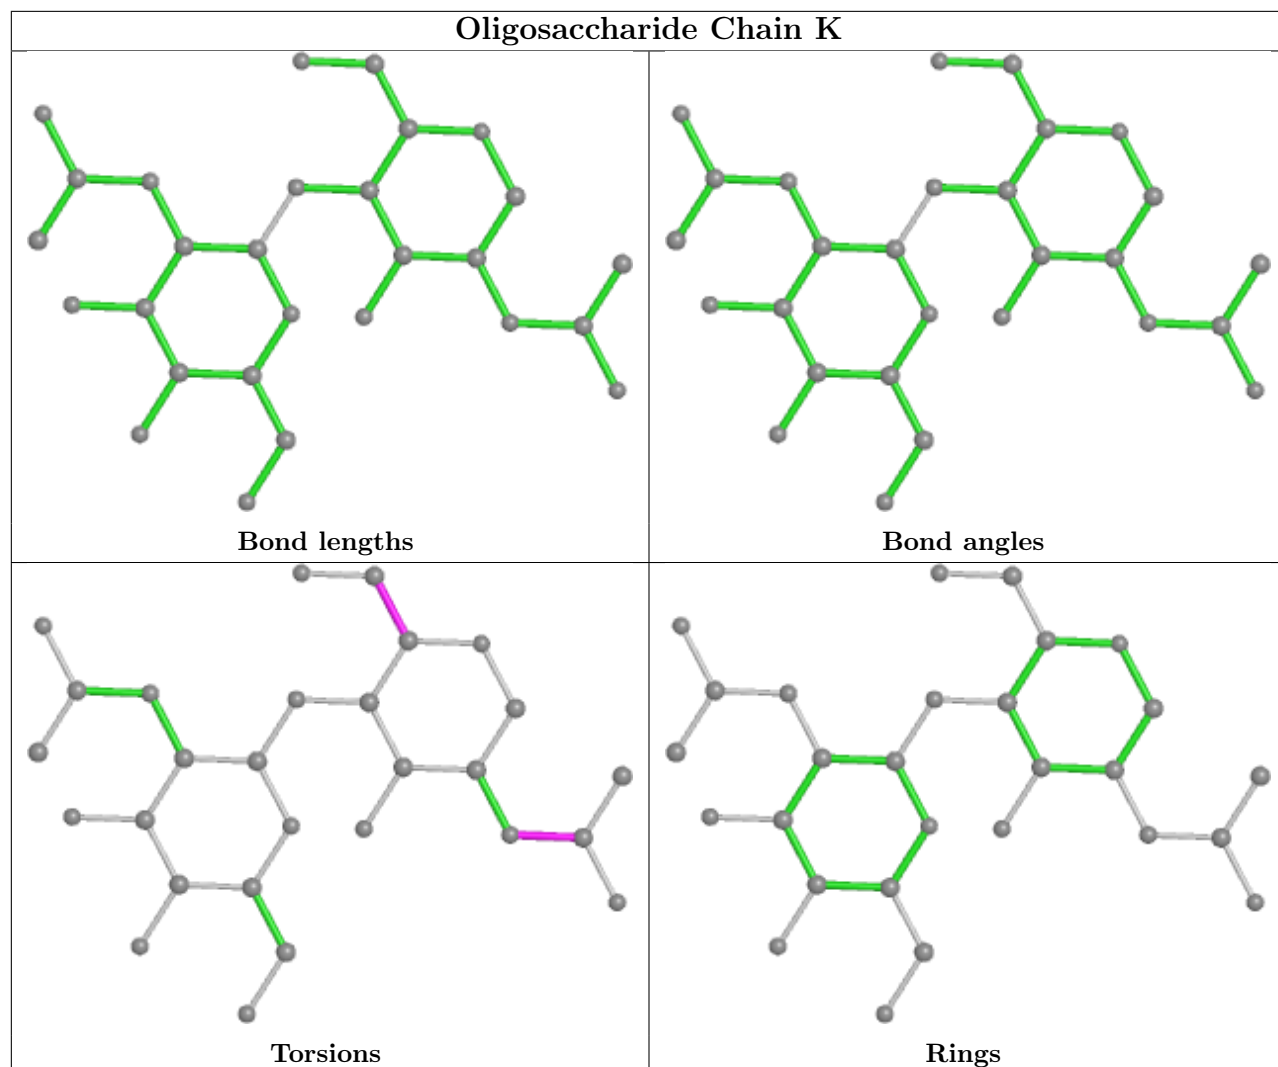 Oligosaccharide Chain K
Bond lengths
Bond angles
Torsions
Rings